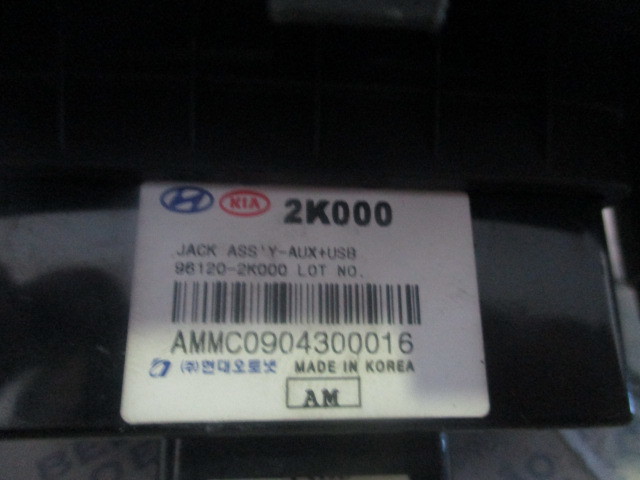 KIA 2K000
JACK ASS'Y-AUX+USB
96120-2K000 LOT NO.
AMMC0904300016
(주)현대오토넷 MADE IN KOREA
AM